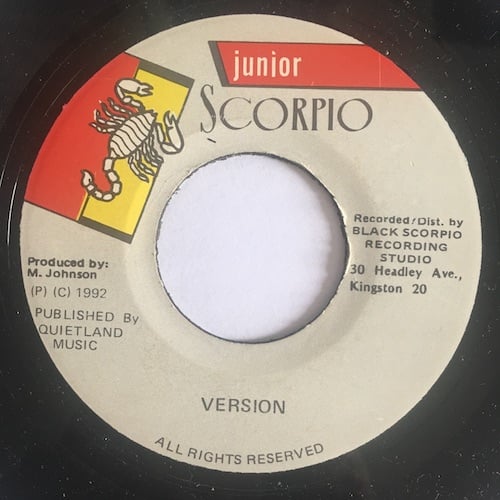 junior
SCORPIO
Recorded/Dist. by
BLACK SCORPIO
RECORDING
STUDIO
30 Headley Ave.,
Kingston 20
Produced by:
M. Johnson
(P) (C) 1992
PUBLISHED By
QUIETLAND
MUSIC
VERSION
ALL RIGHTS RESERVED